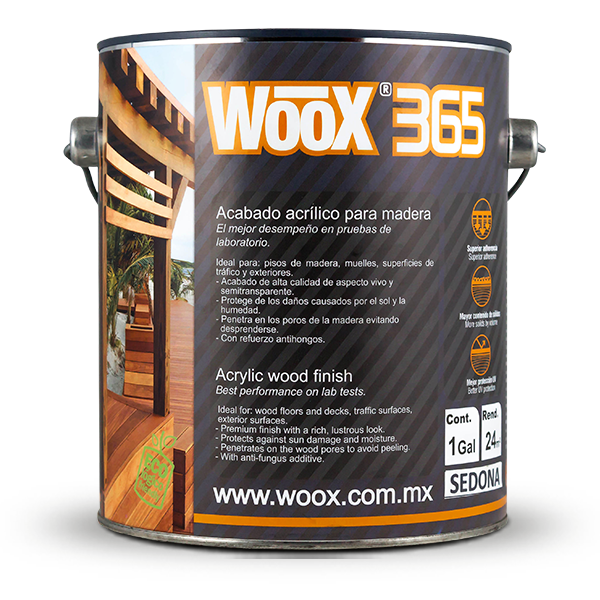 WOOX® 365
Acabado acrílico para madera
El mejor desempeño en pruebas de
laboratorio.
Ideal para: pisos de madera, muelles, superficies de
tráfico y exteriores.
- Acabado de alta calidad de aspecto vivo y
semitransparente.
- Protege de los daños causados por el sol y la
humedad.
- Penetra en los poros de la madera evitando
desprenderse.
- Con refuerzo antihongos.
Acrylic wood finish
Best performance on lab tests.
Ideal for: wood floors and decks, traffic surfaces,
exterior surfaces.
- Premium finish with a rich, lustrous look.
- Protects against sun damage and moisture.
- Penetrates on the wood pores to avoid peeling.
- With anti-fungus additive.
www.woox.com.mx
Superior adherencia
Superior adherence
Mayor contenido de sólidos
More solids by volume
Mejor protección UV
Better UV protection
Cont.
1Gal
Rend.
24m²
SEDONA
ECO